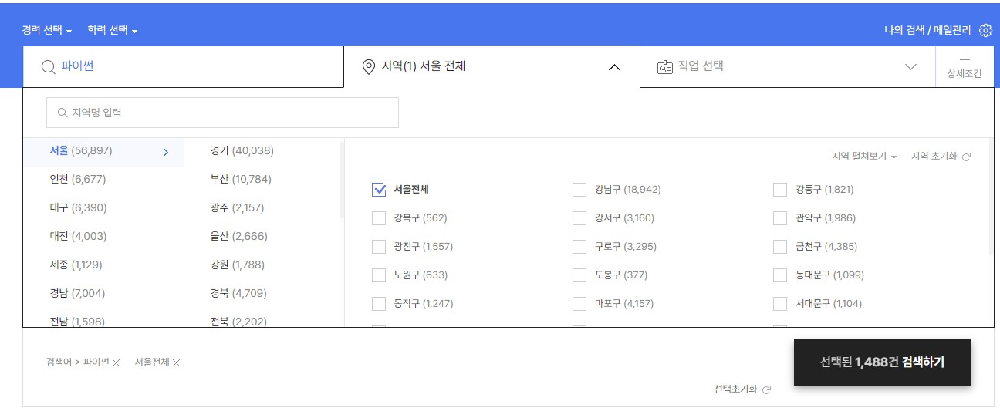 경력 선택 학력 선택 나의 검색 / 메일관리
파이썬 지역(1) 서울 전체 직업 선택 상세조건
지역명 입력
서울 (56,897) 경기 (40,038)
인천 (6,677) 부산 (10,784)
대구 (6,390) 광주 (2,157)
대전 (4,003) 울산 (2,666)
세종 (1,129) 강원 (1,788)
경남 (7,004) 경북 (4,709)
전남 (1,598) 전북 (2,202)
지역 펼쳐보기 지역 초기화
서울전체 강남구 (18,942) 강동구 (1,821)
강북구 (562) 강서구 (3,160) 관악구 (1,986)
광진구 (1,557) 구로구 (3,295) 금천구 (4,385)
노원구 (633) 도봉구 (377) 동대문구 (1,099)
동작구 (1,247) 마포구 (4,157) 서대문구 (1,104)
검색어 > 파이썬 서울전체
선택된 1,488건 검색하기
선택초기화